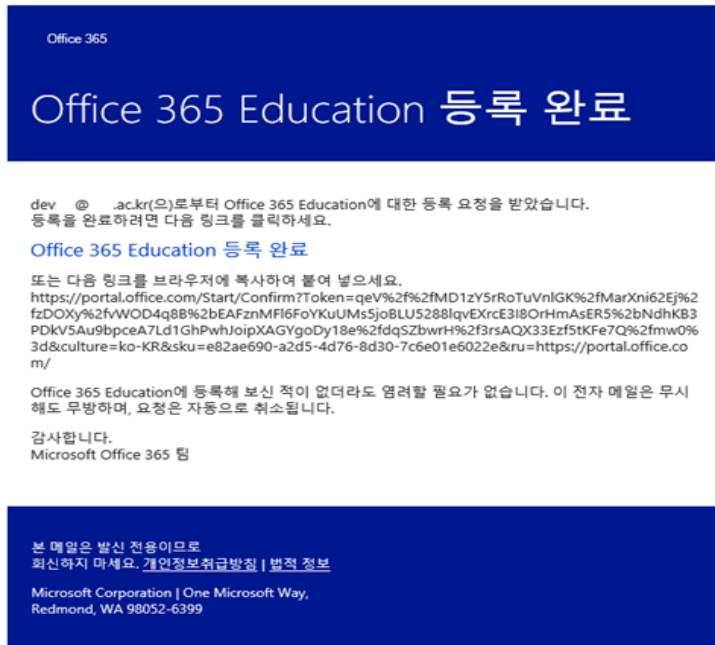 Office 365
Office 365 Education 등록 완료
dev @ .ac.kr(으)로부터 Office 365 Education에 대한 등록 요청을 받았습니다.
등록을 완료하려면 다음 링크를 클릭하세요.
Office 365 Education 등록 완료
또는 다음 링크를 브라우저에 복사하여 붙여 넣으세요.
https://portal.office.com/Start/Confirm?Token=qeV%2f%2fMD1zY5rRoTuVnlGK%2fMarXni62Ej%2
fzDOXy%2fvWOD4q8B%2bEAFznMFl6FoYKuUMs5joBLU5288lqvEXrcE3I8OrHmAsER5%2bNdhKB3
PDkV5Au9bpceA7Ld1GhPwhJoipXAGYgoDy18e%2fdqSZbwrH%2f3rsAQX33Ezf5tKFe7Q%2fmw0%
3d&culture=ko-KR&sku=e82ae690-a2d5-4d76-8d30-7c6e01e6022e&ru=https://portal.office.co
m/
Office 365 Education에 등록해 보신 적이 없더라도 염려할 필요가 없습니다. 이 전자 메일은 무시
해도 무방하며, 요청은 자동으로 취소됩니다.
감사합니다.
Microsoft Office 365 팀
본 메일은 발신 전용이므로
회신하지 마세요. 개인정보취급방침 | 법적 정보
Microsoft Corporation | One Microsoft Way,
Redmond, WA 98052-6399